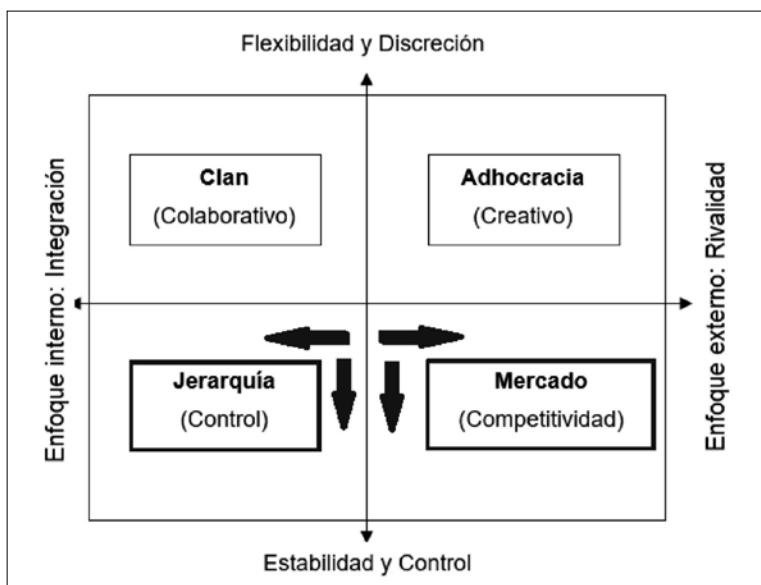 Flexibilidad y Discreción
Enfoque interno: Integración
Clan
(Colaborativo)
Adhocracia
(Creativo)
Enfoque externo: Rivalidad
Jerarquía
(Control)
Mercado
(Competitividad)
Estabilidad y Control